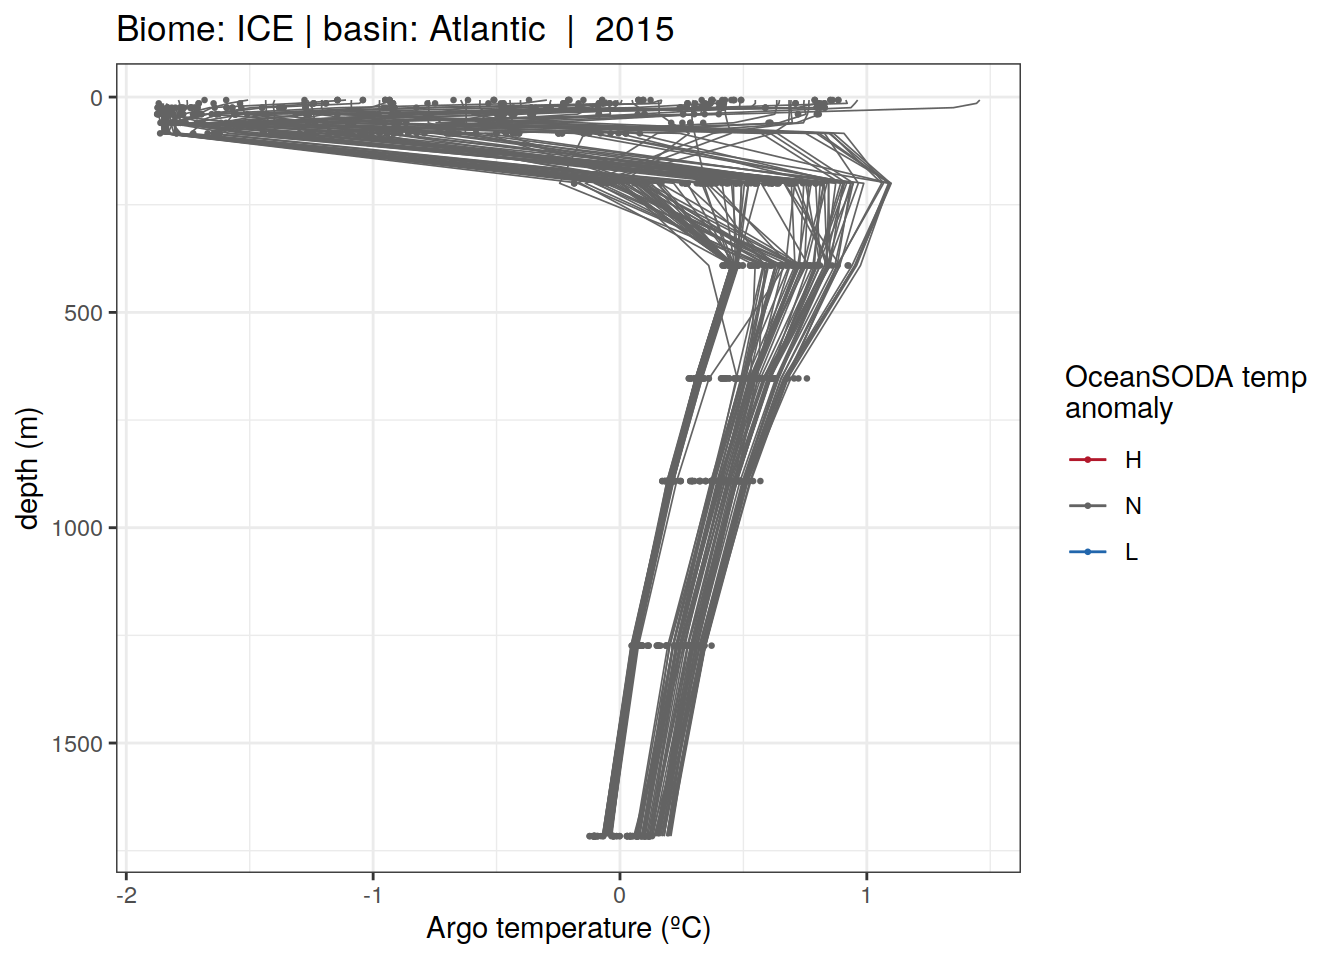 Biome: ICE | basin: Atlantic  |  2015
0
500
1000
1500
depth (m)
-2
-1
0
1
Argo temperature (ºC)
OceanSODA temp
anomaly
H
N
L